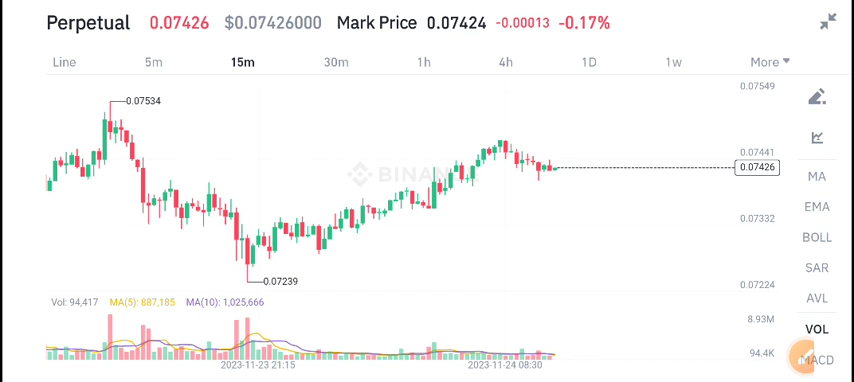 Perpetual 0.07426 $0.07426000 Mark Price 0.07424 -0.00013 -0.17%
Line 5m 15m 30m 1h 4h 1D 1w More
0.07549
0.07534
0.07441
0.07426
BINAN
MA
EMA
0.07332
BOLL
SAR
0.07239
0.07224
AVL
Vol: 94,417 MA(5): 887,185 MA(10): 1,025,666
8.93M
VOL
94.4K
MACD
2023-11-23 21:15 2023-11-24 08:30